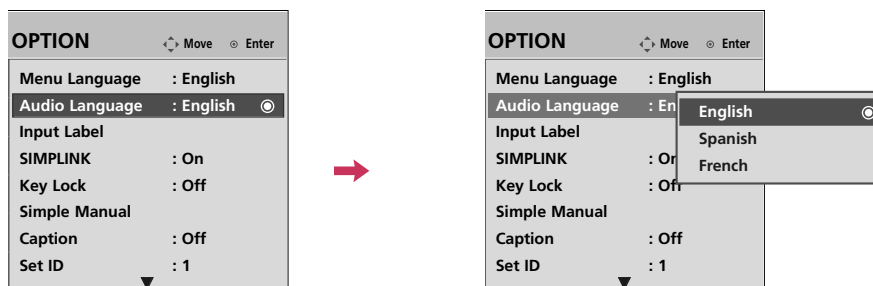 OPTION Move Enter
Menu Language : English
Audio Language : English
Input Label
SIMPLINK : On
Key Lock : Off
Simple Manual
Caption : Off
Set ID : 1
OPTION Move Enter
Menu Language : English
Audio Language : En
Input Label
SIMPLINK : On
Key Lock : Off
Simple Manual
Caption : Off
Set ID : 1
English
Spanish
French